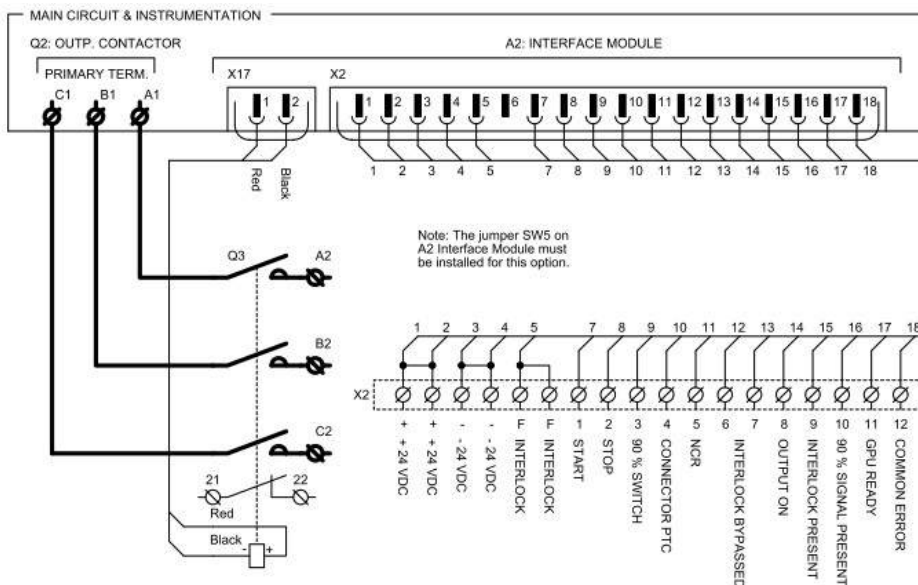 MAIN CIRCUIT & INSTRUMENTATION
Q2: OUTP. CONTACTOR
A2: INTERFACE MODULE
PRIMARY TERM.
X17
X2
C1 B1 A1
1 2
1 2 3 4 5 6 7 8 9 10 11 12 13 14 15 16 17 18
Red
Black
1 2 3 4 5 7 8 9 10 11 12 13 14 15 16 17 18
Note: The jumper SW5 on
A2 Interface Module must
be installed for this option.
Q3
A2
B2
C2
1 2 3 4 5 7 8 9 10 11 12 13 14 15 16 17 18
X2
+ + - - F F 1 2 3 4 5 6 7 8 9 10 11 12
+ 24 VDC
+ 24 VDC
- 24 VDC
- 24 VDC
INTERLOCK
INTERLOCK
START
STOP
90 % SWITCH
CONNECTOR PTC
NCR
INTERLOCK BYPASSED
OUTPUT ON
INTERLOCK PRESENT
90 % SIGNAL PRESENT
GPU READY
COMMON ERROR
21 22
Red
Black
- +